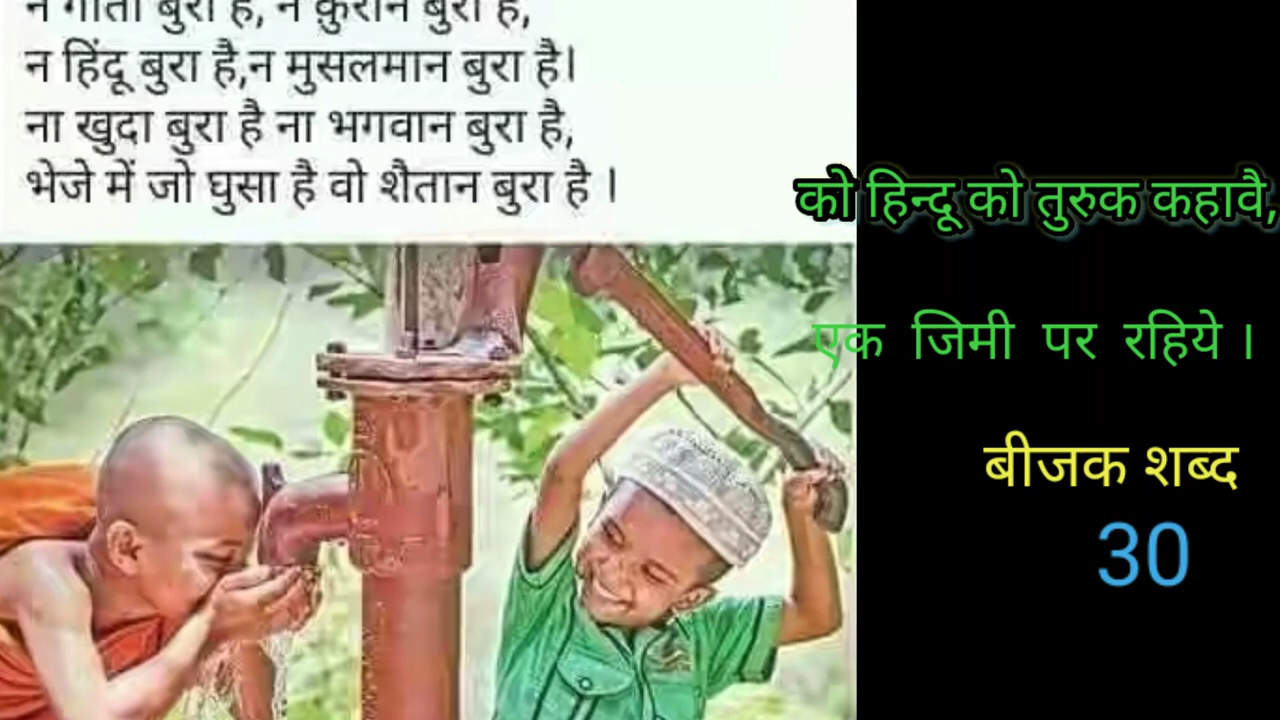 न गीता बुरी है, न क़ुरान बुरी है,
न हिंदू बुरा है,न मुसलमान बुरा है।
ना खुदा बुरा है ना भगवान बुरा है,
भेजे में जो घुसा है वो शैतान बुरा है ।
को हिन्दू को तुरुक कहावै,
एक जिमी पर रहिये ।
बीजक शब्द
30